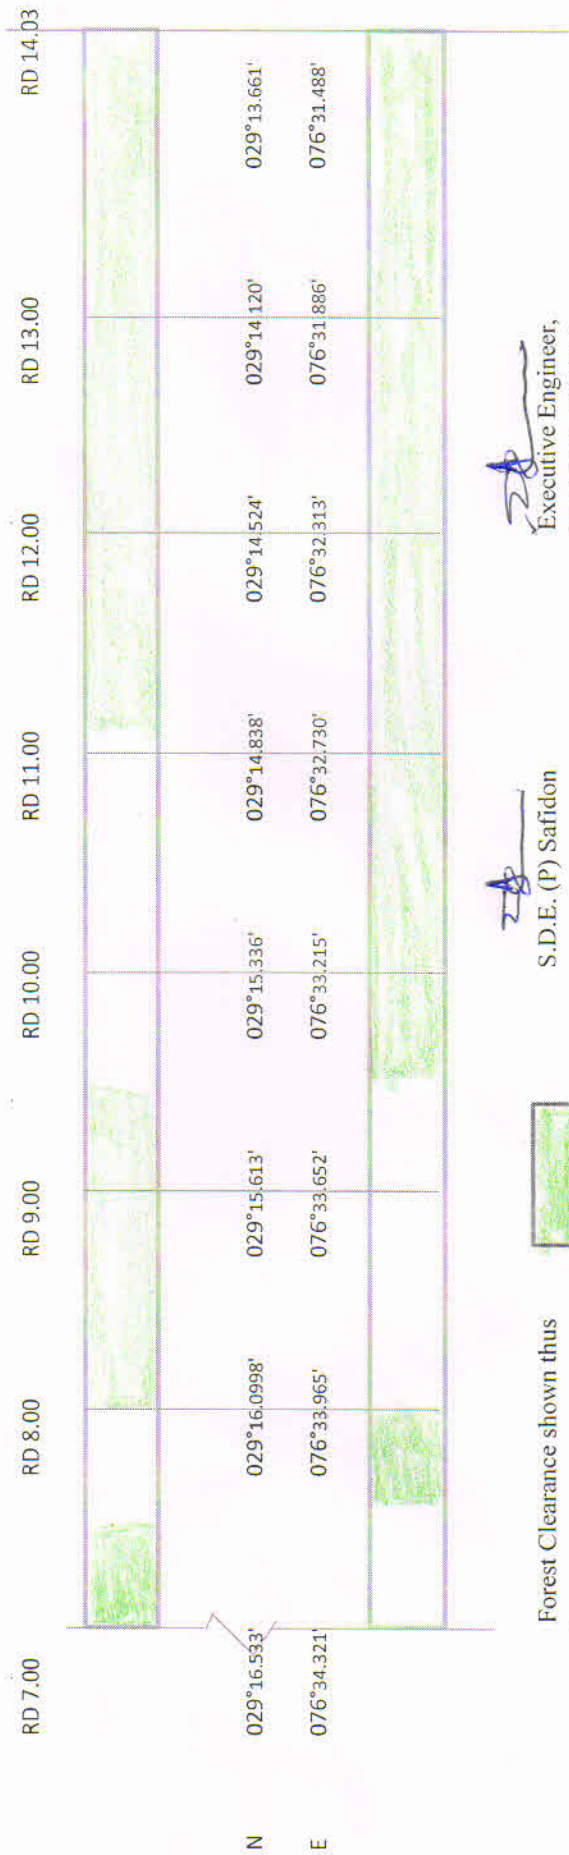 RD 7.00 RD 8.00 RD 9.00 RD 10.00 RD 11.00 RD 12.00 RD 13.00 RD 14.03
N 029°16.533' 029°16.0998' 029°15.613' 029°15.336' 029°14.838' 029°14.524' 029°14.120' 029°13.661'
E 076°34.321' 076°33.965' 076°33.652' 076°33.215' 076°32.730' 076°32.313' 076°31.886' 076°31.488'
Forest Clearance shown thus
S.D.E. (P) Safidon
Executive Engineer,